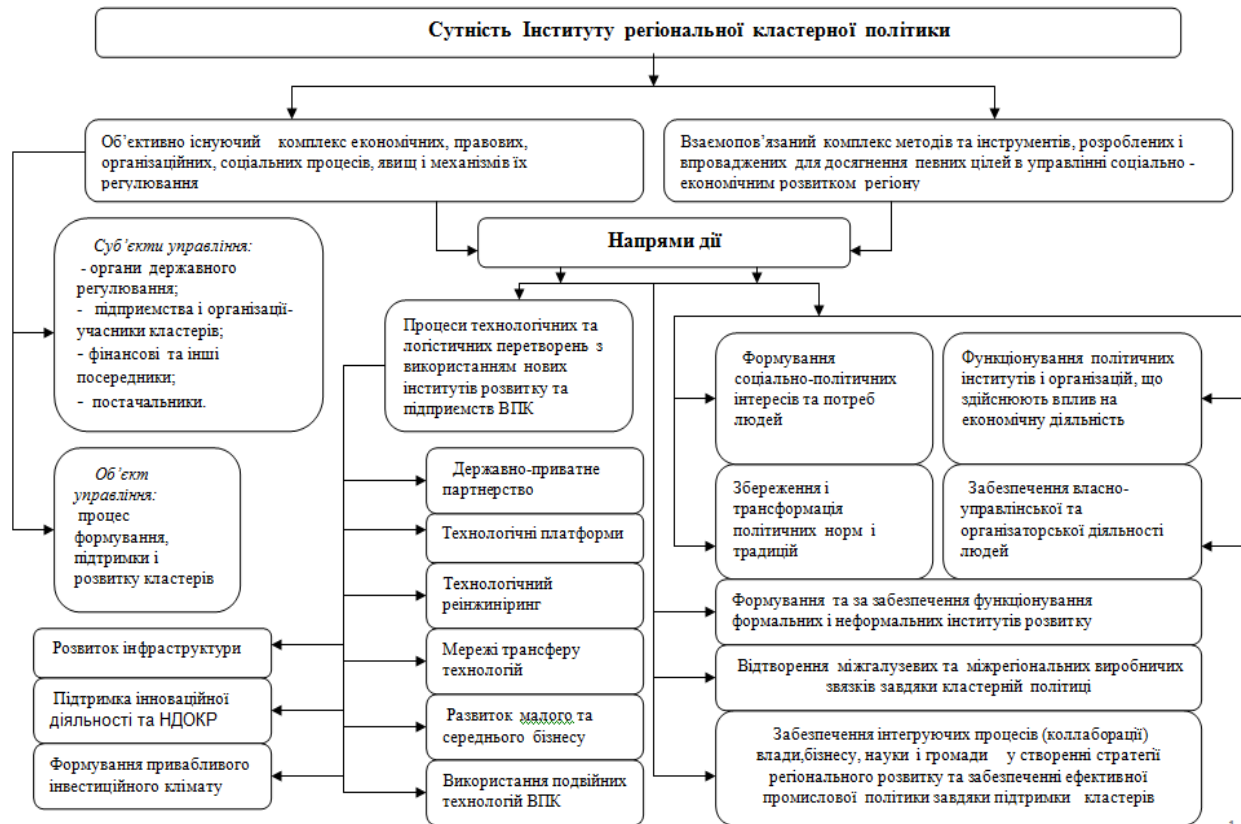 Сутність Інституту регіональної кластерної політики
Об’єктивно існуючий комплекс економічних, правових,
організаційних, соціальних процесів, явищ і механізмів їх
регулювання
Взаємопов’язаний комплекс методів та інструментів, розроблених і
впроваджених для досягнення певних цілей в управлінні соціально -
економічним розвитком регіону
Напрями дії
Суб’єкти управління:
- органи державного
регулювання;
- підприємства і організації-
учасники кластерів;
- фінансові та інші
посередники;
- постачальники.
Об’єкт
управління:
процес
формування,
підтримки і
розвитку кластерів
Процеси технологічних та
логістичних перетворень з
використанням нових
інститутів розвитку та
підприємств ВПК
Державно-приватне
партнерство
Технологічні платформи
Технологічний
реінжиніринг
Мережі трансферу
технологій
Развиток малого та
середнього бізнесу
Використання подвійних
технологій ВПК
Розвиток інфраструктури
Підтримка інноваційної
діяльності та НДОКР
Формування привабливого
інвестиційного клімату
Формування
соціально-політичних
інтересів та потреб
людей
Функціонування політичних
інститутів і організацій, що
здійснюють вплив на
економічну діяльність
Збереження і
трансформація
політичних норм і
традицій
Забезпечення власно-
управлінської та
організаторської діяльності
людей
Формування та за забезпечення функціонування
формальних і неформальних інститутів розвитку
Відтворення міжгалузевих та міжрегіональних виробничих
звязків завдяки кластерній політиці
Забезпечення інтегруючих процесів (коллаборації)
влади,бізнесу, науки і громади у створенні стратегії
регіонального розвитку та забезпеченні ефективної
промислової політики завдяки підтримки кластерів